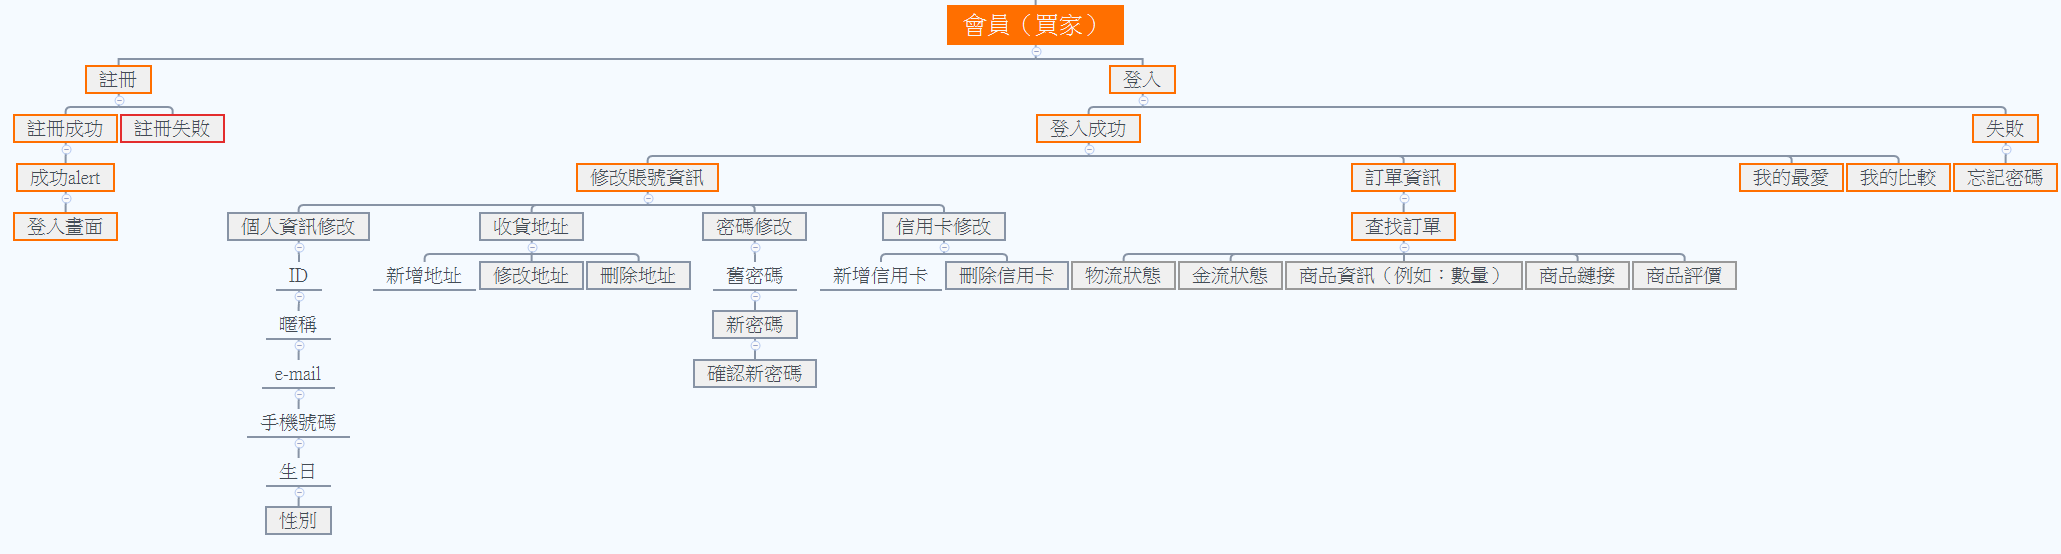 會員（買家）
註冊
登入
註冊成功
註冊失敗
登入成功
失敗
成功alert
修改賬號資訊
訂單資訊
我的最愛
我的比較
忘記密碼
登入畫面
個人資訊修改
收貨地址
密碼修改
信用卡修改
查找訂單
ID
新增地址
修改地址
刪除地址
舊密碼
新增信用卡
刪除信用卡
物流狀態
金流狀態
商品資訊（例如：數量）
商品鏈接
商品評價
暱稱
新密碼
e-mail
確認新密碼
手機號碼
生日
性別